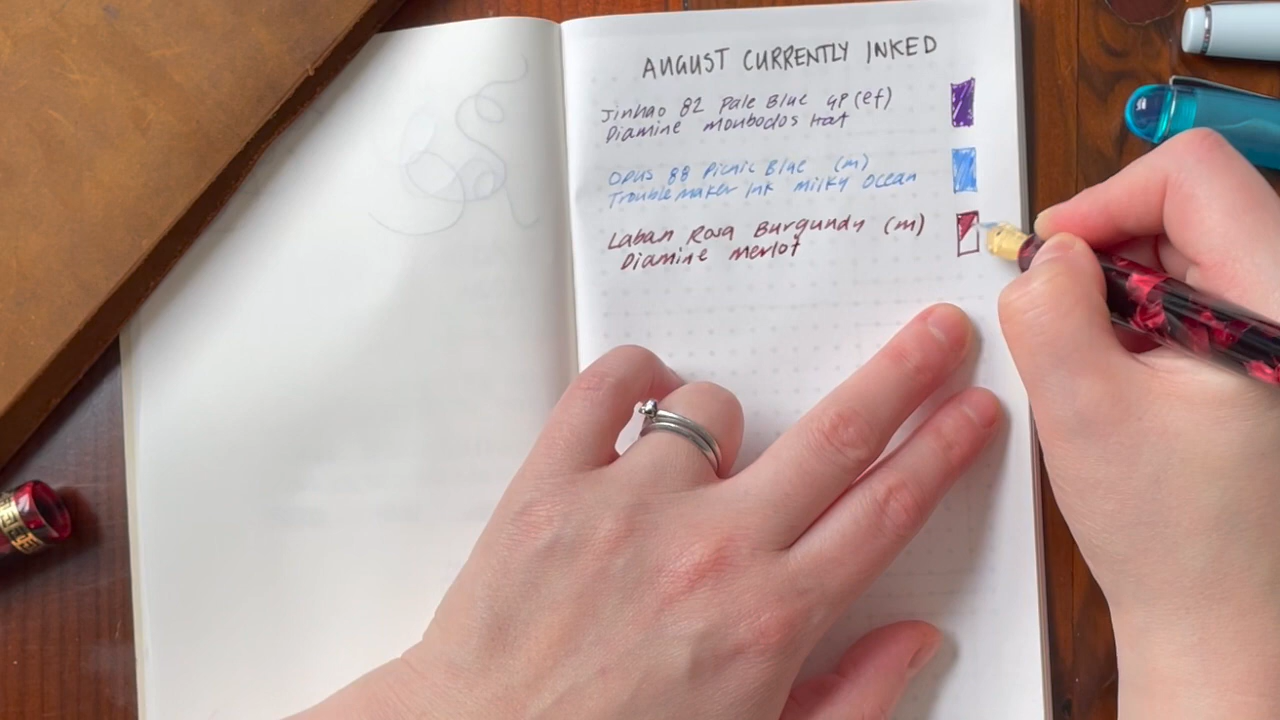 AUGUST CURRENTLY INKED
Jinhao 82 Pale Blue GP (ef)
Diamine Monboddos Hat
Opus 88 Picnic Blue (m)
Troublemaker Ink Milky Ocean
Laban Rosa Burgundy (m)
Diamine Merlot